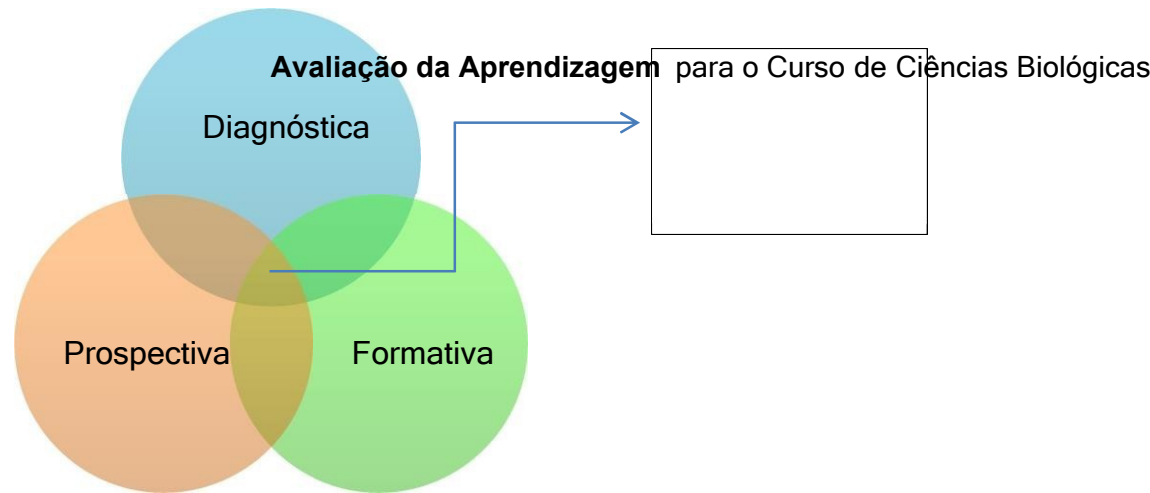 Avaliação da Aprendizagem para o Curso de Ciências Biológicas
Diagnóstica
Prospectiva
Formativa